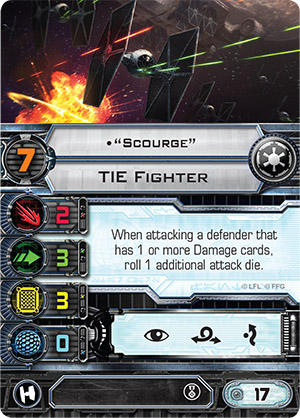 •“Scourge”
7
TIE Fighter
2
3
3
0
When attacking a defender that
has 1 or more Damage cards,
roll 1 additional attack die.
©LFL ©FFG
17